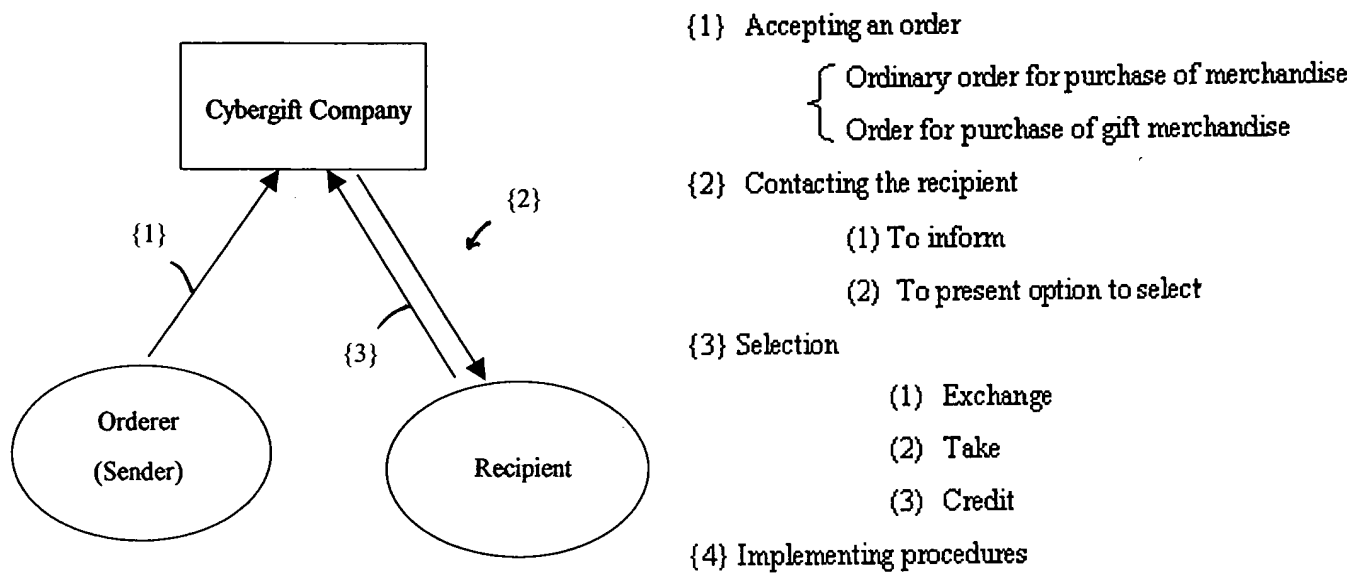 Cybergift Company
{1}
{2}
{3}
Orderer
(Sender)
Recipient
{1} Accepting an order
Ordinary order for purchase of merchandise
Order for purchase of gift merchandise
{2} Contacting the recipient
(1) To inform
(2) To present option to select
{3} Selection
(1) Exchange
(2) Take
(3) Credit
{4} Implementing procedures